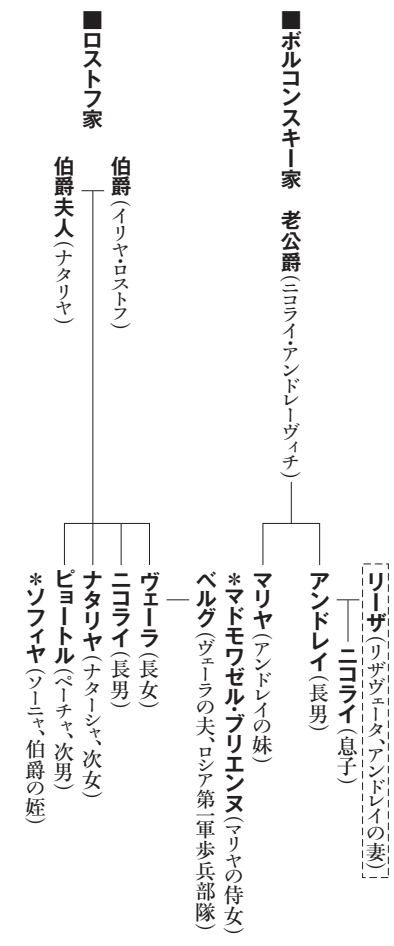 リーザ(リザヴェータ、アンドレイの妻)
ニコライ(息子)
アンドレイ(長男)
■ボルコンスキー家 老公爵(ニコライ・アンドレーヴィチ)
マリヤ(アンドレイの妹)
*マドモワゼル・ブリエンヌ(マリヤの侍女)
ベルグ(ヴェーラの夫、ロシア第一軍歩兵部隊)
ヴェーラ(長女)
ニコライ(長男)
ナタリヤ(ナターシャ、次女)
ピョートル(ペーチャ、次男)
*ソフィヤ(ソーニャ、伯爵の姪)
■ロストフ家
伯爵(イリヤ・ロストフ)
伯爵夫人(ナタリヤ)